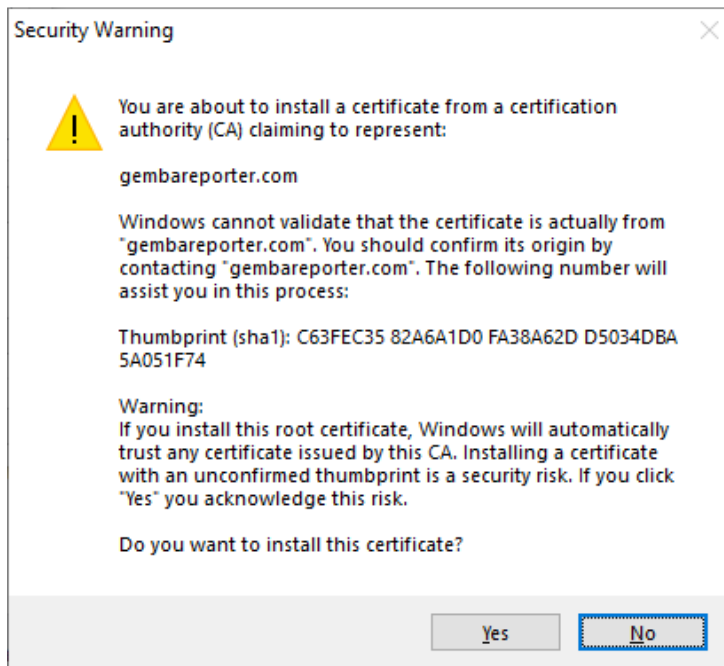 Security Warning
You are about to install a certificate from a certification
authority (CA) claiming to represent:
gembareporter.com
Windows cannot validate that the certificate is actually from
"gembareporter.com". You should confirm its origin by
contacting "gembareporter.com". The following number will
assist you in this process:
Thumbprint (sha1): C63FEC35 82A6A1D0 FA38A62D D5034DBA
5A051F74
Warning:
If you install this root certificate, Windows will automatically
trust any certificate issued by this CA. Installing a certificate
with an unconfirmed thumbprint is a security risk. If you click
"Yes" you acknowledge this risk.
Do you want to install this certificate?
Yes
No